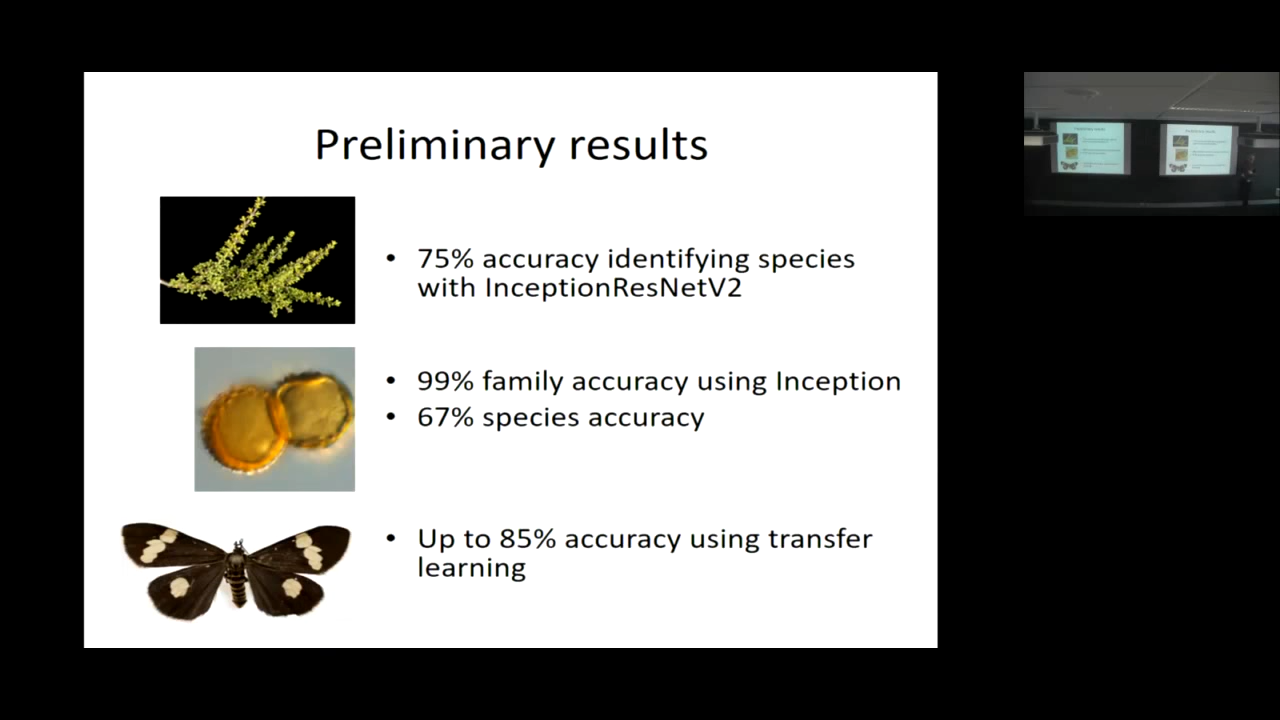 Preliminary results
• 75% accuracy identifying species
with InceptionResNetV2
• 99% family accuracy using Inception
• 67% species accuracy
• Up to 85% accuracy using transfer
learning